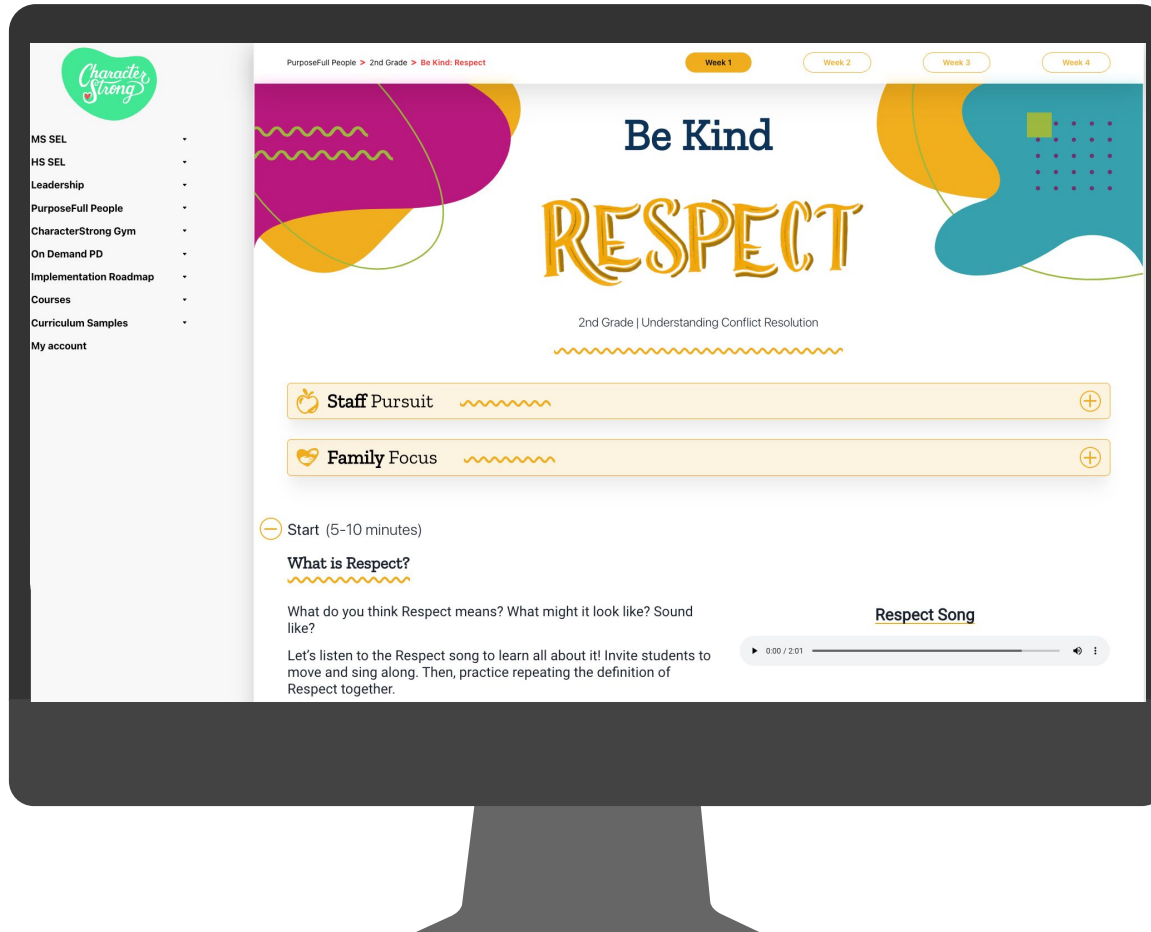 Character
Strong
MS SEL
HS SEL
Leadership
PurposeFull People
CharacterStrong Gym
On Demand PD
Implementation Roadmap
Courses
Curriculum Samples
My account
PurposeFull People > 2nd Grade > Be Kind: Respect
Week 1
Week 2
Week 3
Week 4
Be Kind
RESPECT
2nd Grade | Understanding Conflict Resolution
Staff Pursuit
Family Focus
Start (5-10 minutes)
What is Respect?
What do you think Respect means? What might it look like? Sound
like?
Let's listen to the Respect song to learn all about it! Invite students to
move and sing along. Then, practice repeating the definition of
Respect together.
Respect Song
0:00 / 2:01